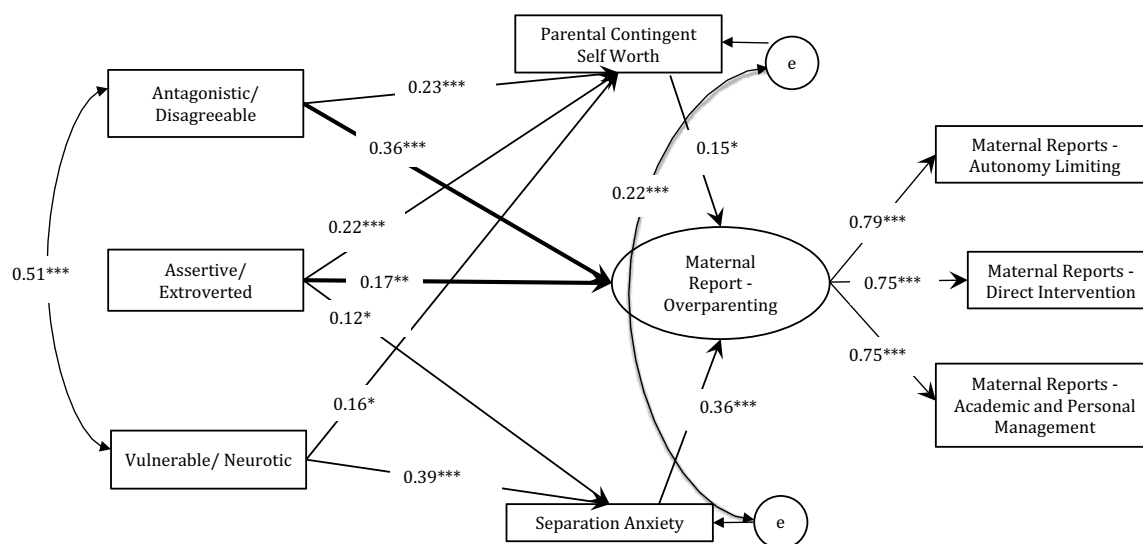 Parental Contingent
Self Worth
e
Antagonistic/
Disagreeable
0.23***
0.36***
0.15*
Maternal Reports -
Autonomy Limiting
0.22***
0.22***
0.79***
0.51***
Assertive/
Extroverted
0.17**
Maternal
Report -
Overparenting
0.75***
Maternal Reports -
Direct Intervention
0.12*
0.75***
0.16*
0.36***
Maternal Reports -
Academic and Personal
Management
Vulnerable/ Neurotic
0.39***
Separation Anxiety
e